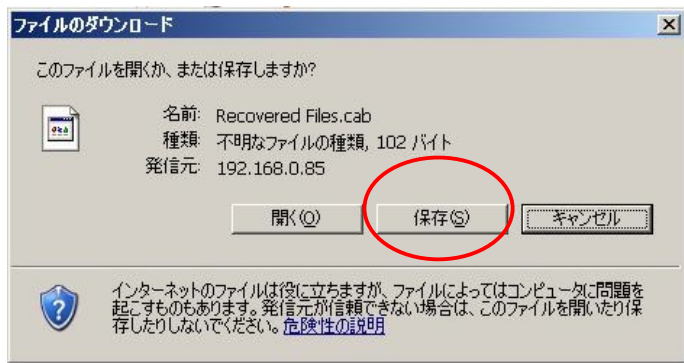 ファイルのダウンロード
このファイルを開くか、または保存しますか?
名前: Recovered Files.cab
種類: 不明なファイルの種類, 102 バイト
発信元: 192.168.0.85
開く(O) 保存(S) キャンセル
インターネットのファイルは役に立ちますが、ファイルによってはコンピュータに問題を
起こすものもあります。発信元が信頼できない場合は、このファイルを開いたり保
存したりしないでください。危険性の説明